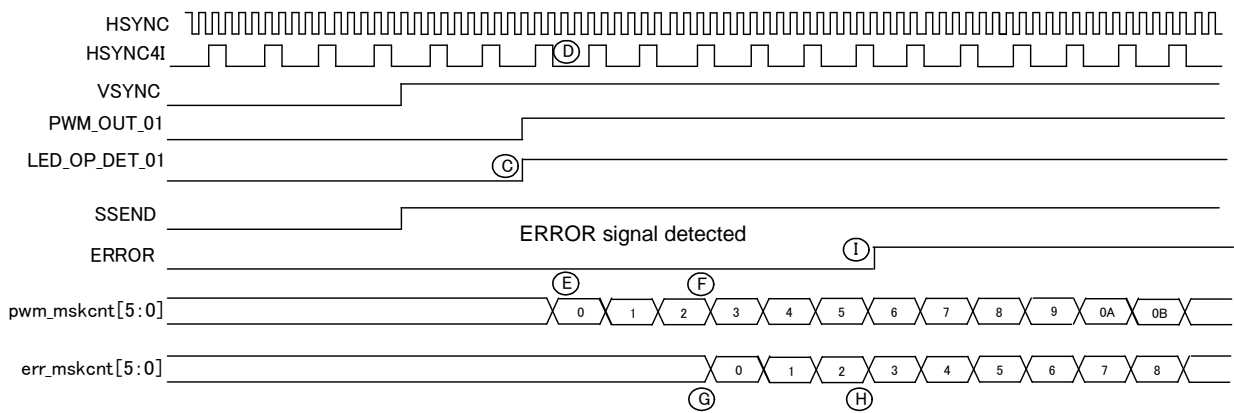 HSYNC
HSYNC4I
D
VSYNC
PWM_OUT_01
LED_OP_DET_01
C
SSEND
ERROR signal detected
ERROR
I
E
F
pwm_mskcnt[5:0]
0 1 2 3 4 5 6 7 8 9 0A 0B
err_mskcnt[5:0]
0 1 2 3 4 5 6 7 8
G
H